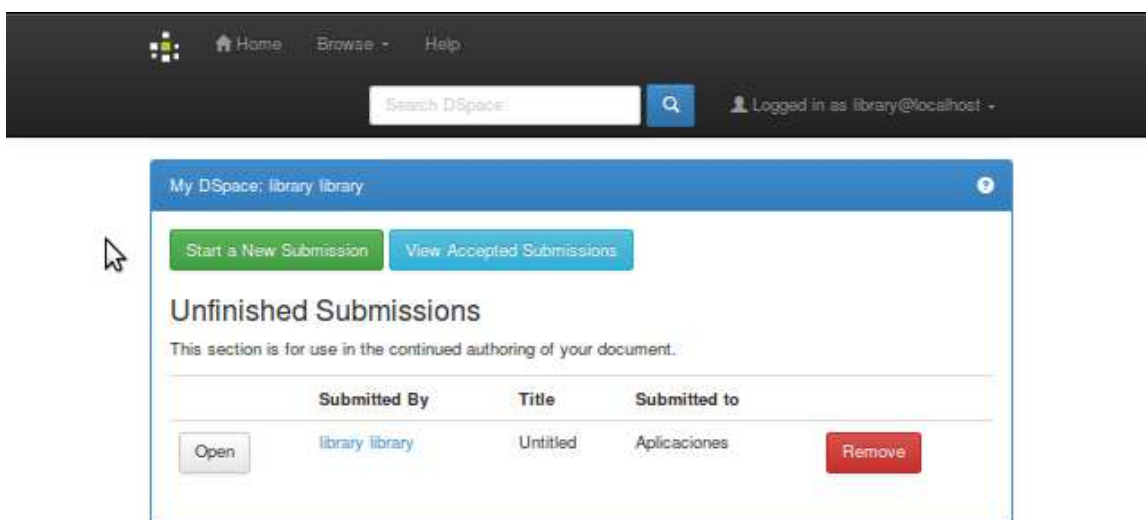 Home Browse Help
Search DSpace Logged in as library@localhost
My DSpace: library library
Start a New Submission View Accepted Submissions
Unfinished Submissions
This section is for use in the continued authoring of your document.
Submitted By Title Submitted to
Open library library Untitled Aplicaciones Remove